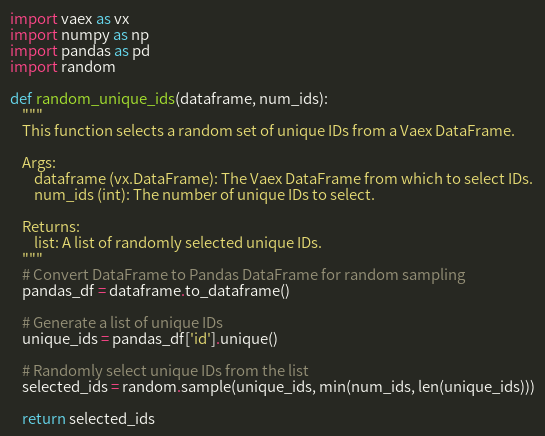 import vaex as vx
import numpy as np
import pandas as pd
import random

def random_unique_ids(dataframe, num_ids):
    """
    This function selects a random set of unique IDs from a Vaex DataFrame.

    Args:
        dataframe (vx.DataFrame): The Vaex DataFrame from which to select IDs.
        num_ids (int): The number of unique IDs to select.

    Returns:
        list: A list of randomly selected unique IDs.
    """
    # Convert DataFrame to Pandas DataFrame for random sampling
    pandas_df = dataframe.to_dataframe()

    # Generate a list of unique IDs
    unique_ids = pandas_df['id'].unique()

    # Randomly select unique IDs from the list
    selected_ids = random.sample(unique_ids, min(num_ids, len(unique_ids)))

    return selected_ids